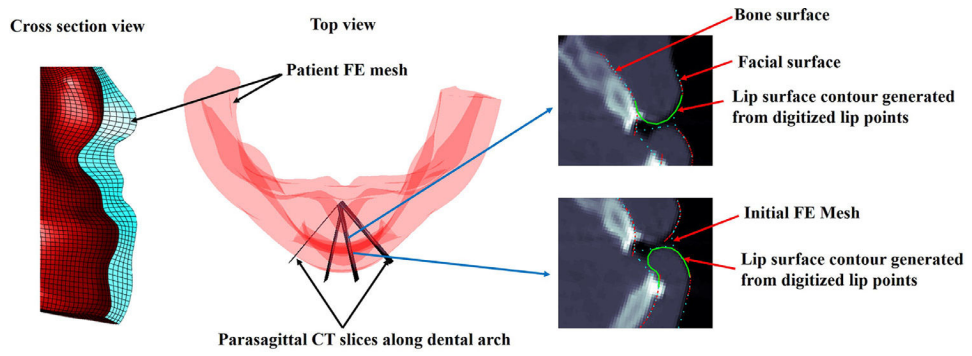 Cross section view
Top view
Patient FE mesh
Parasagittal CT slices along dental arch
Bone surface
Facial surface
Lip surface contour generated
from digitized lip points
Initial FE Mesh
Lip surface contour generated
from digitized lip points